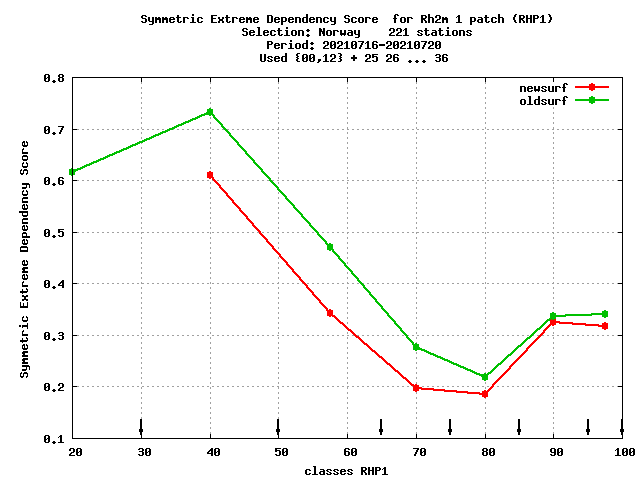 Symmetric Extreme Dependency Score  for Rh2m 1 patch (RHP1)
Selection: Norway    221 stations
Period: 20210716-20210720
Used {00,12} + 25 26 ... 36
newsurf
oldsurf
Symmetric Extreme Dependency Score
0.8
0.7
0.6
0.5
0.4
0.3
0.2
0.1
20 30 40 50 60 70 80 90 100
classes RHP1